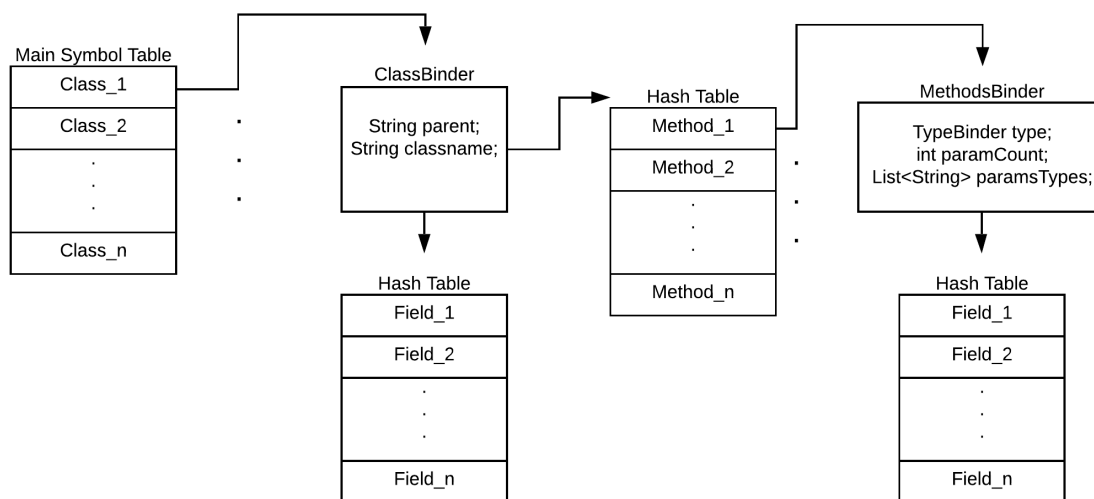 Main Symbol Table
Class_1
Class_2
.
.
.
Class_n
.
.
.
ClassBinder
String parent;
String classname;
Hash Table
Field_1
Field_2
.
.
.
Field_n
Hash Table
Method_1
Method_2
.
.
.
Method_n
.
.
.
MethodsBinder
TypeBinder type;
int paramCount;
List<String> paramsTypes;
Hash Table
Field_1
Field_2
.
.
.
Field_n